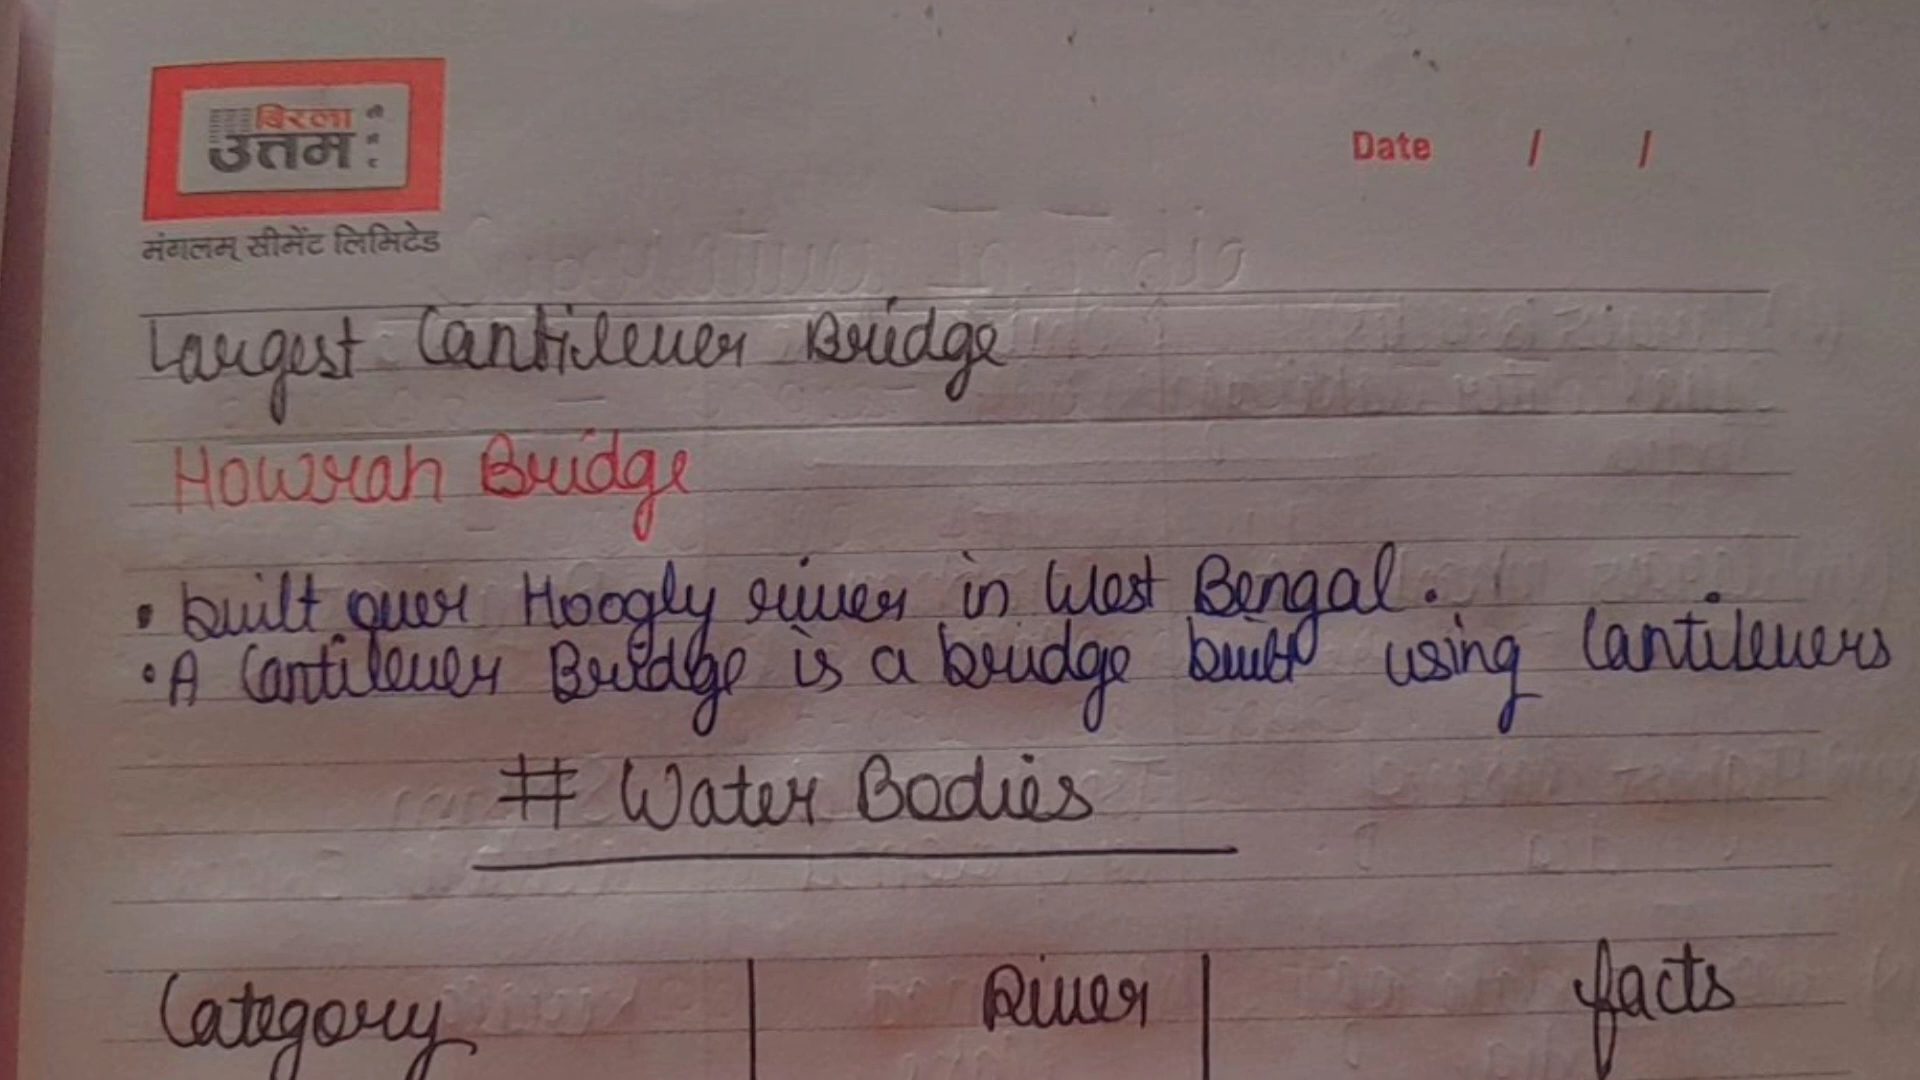 बिरला
उत्तम
मंगलम् सीमेंट लिमिटेड
Date / /
Largest Cantilever Bridge
Howrah Bridge
• built over Hoogly river in West Bengal.
• A Cantilever Bridge is a bridge built using Cantilevers
# Water Bodies
Category | River | facts